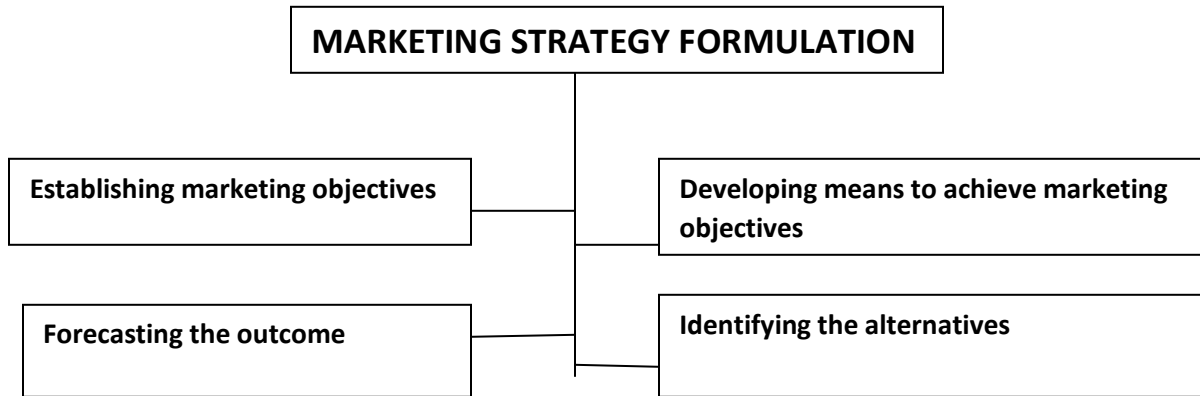 MARKETING STRATEGY FORMULATION
Establishing marketing objectives
Developing means to achieve marketing
objectives
Forecasting the outcome
Identifying the alternatives